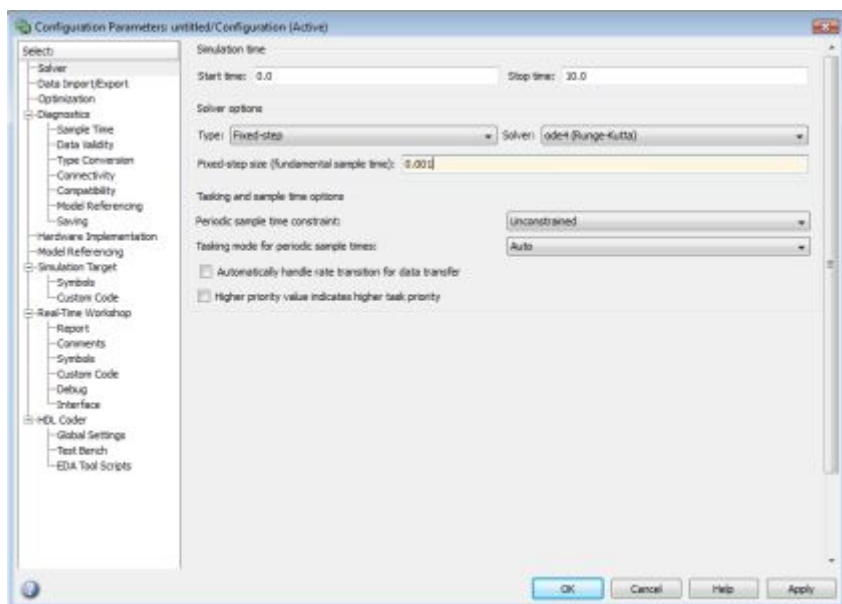 Configuration Parameters: untitled/Configuration (Active)
Select:
Solver
Data Import/Export
Optimization
Diagnostics
Sample Time
Data Validity
Type Conversion
Connectivity
Compatibility
Model Referencing
Saving
Hardware Implementation
Model Referencing
Simulation Target
Symbols
Custom Code
Real-Time Workshop
Report
Comments
Symbols
Custom Code
Debug
Interface
HDL Coder
Global Settings
Test Bench
EDA Tool Scripts
Simulation time
Start time: 0.0 Stop time: 10.0
Solver options
Type: Fixed-step Solver: ode4 (Runge-Kutta)
Fixed-step size (fundamental sample time): 0.001
Tasking and sample time options
Periodic sample time constraint: Unconstrained
Tasking mode for periodic sample times: Auto
Automatically handle rate transition for data transfer
Higher priority value indicates higher task priority
OK Cancel Help Apply